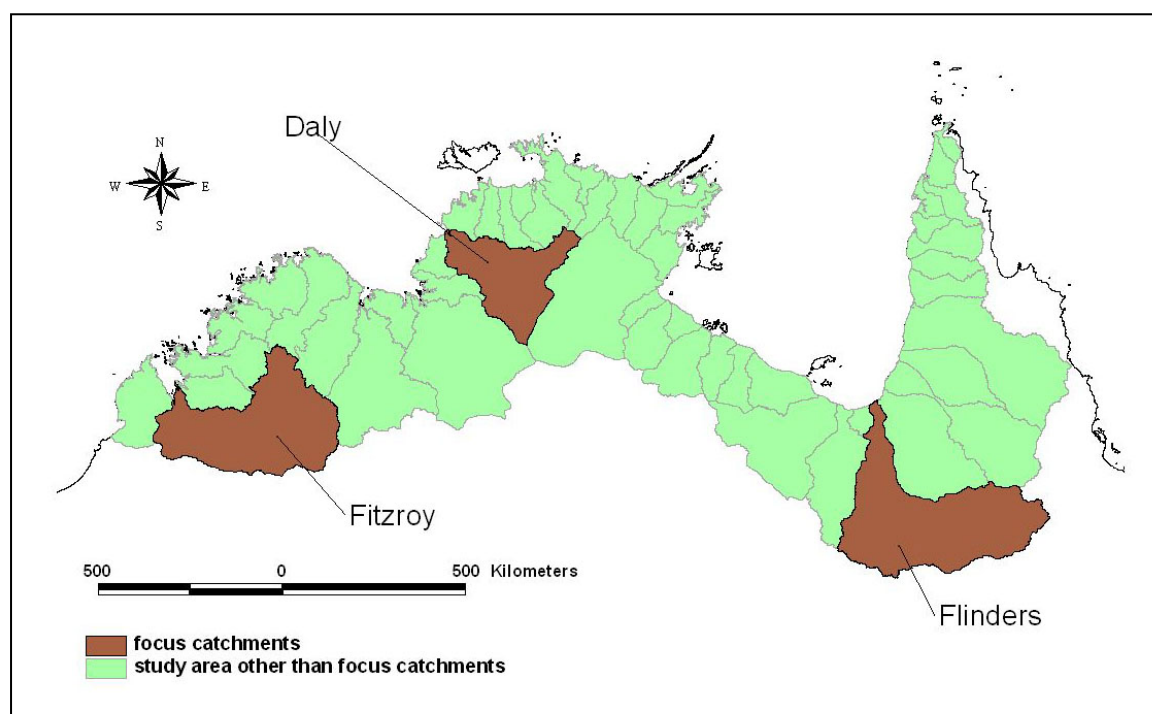 Daly
N
W E
S
Fitzroy
500 0 500 Kilometers
Flinders
focus catchments
study area other than focus catchments